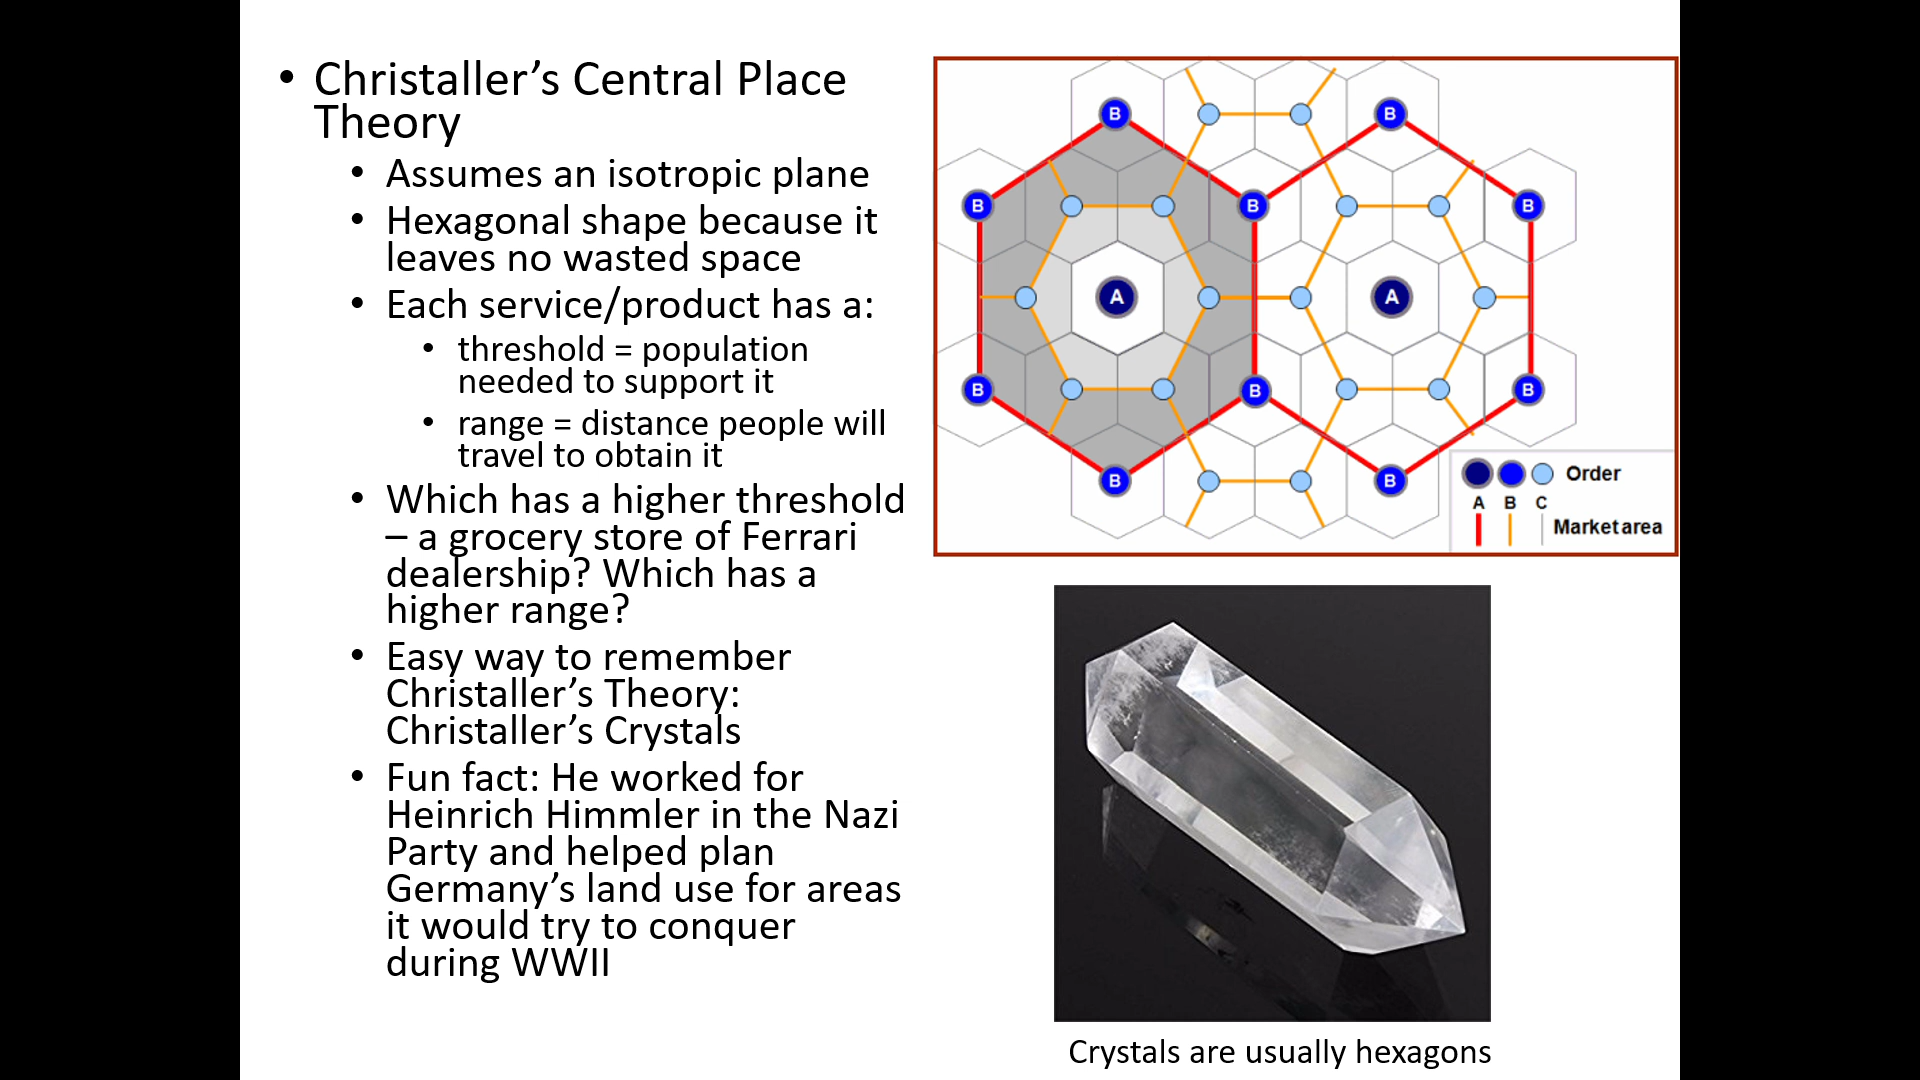 • Christaller’s Central Place
Theory
• Assumes an isotropic plane
• Hexagonal shape because it
leaves no wasted space
• Each service/product has a:
• threshold = population
needed to support it
• range = distance people will
travel to obtain it
• Which has a higher threshold
– a grocery store of Ferrari
dealership? Which has a
higher range?
• Easy way to remember
Christaller’s Theory:
Christaller’s Crystals
• Fun fact: He worked for
Heinrich Himmler in the Nazi
Party and helped plan
Germany’s land use for areas
it would try to conquer
during WWII
B B
B B B
A A
B B B
B B
Order
A B C
Market area
Crystals are usually hexagons